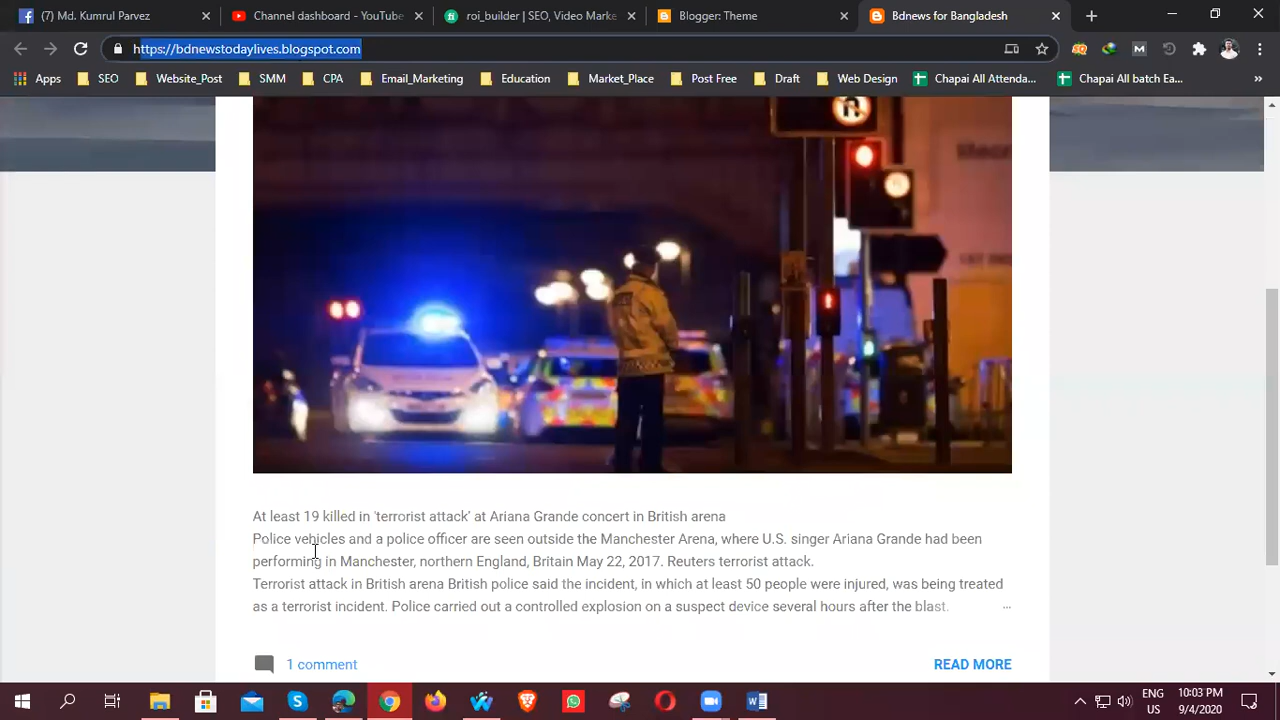 (7) Md. Kumrul Parvez
Channel dashboard - YouTube
roi_builder | SEO, Video Marke
Blogger: Theme
Bdnews for Bangladesh
https://bdnewstodaylives.blogspot.com
Apps
SEO
Website_Post
SMM
CPA
Email_Marketing
Education
Market_Place
Post Free
Draft
Web Design
Chapai All Attenda...
Chapai All batch Ea...
At least 19 killed in 'terrorist attack' at Ariana Grande concert in British arena
Police vehicles and a police officer are seen outside the Manchester Arena, where U.S. singer Ariana Grande had been
performing in Manchester, northern England, Britain May 22, 2017. Reuters terrorist attack.
Terrorist attack in British arena British police said the incident, in which at least 50 people were injured, was being treated
as a terrorist incident. Police carried out a controlled explosion on a suspect device several hours after the blast. ...
1 comment
READ MORE
ENG
US
10:03 PM
9/4/2020